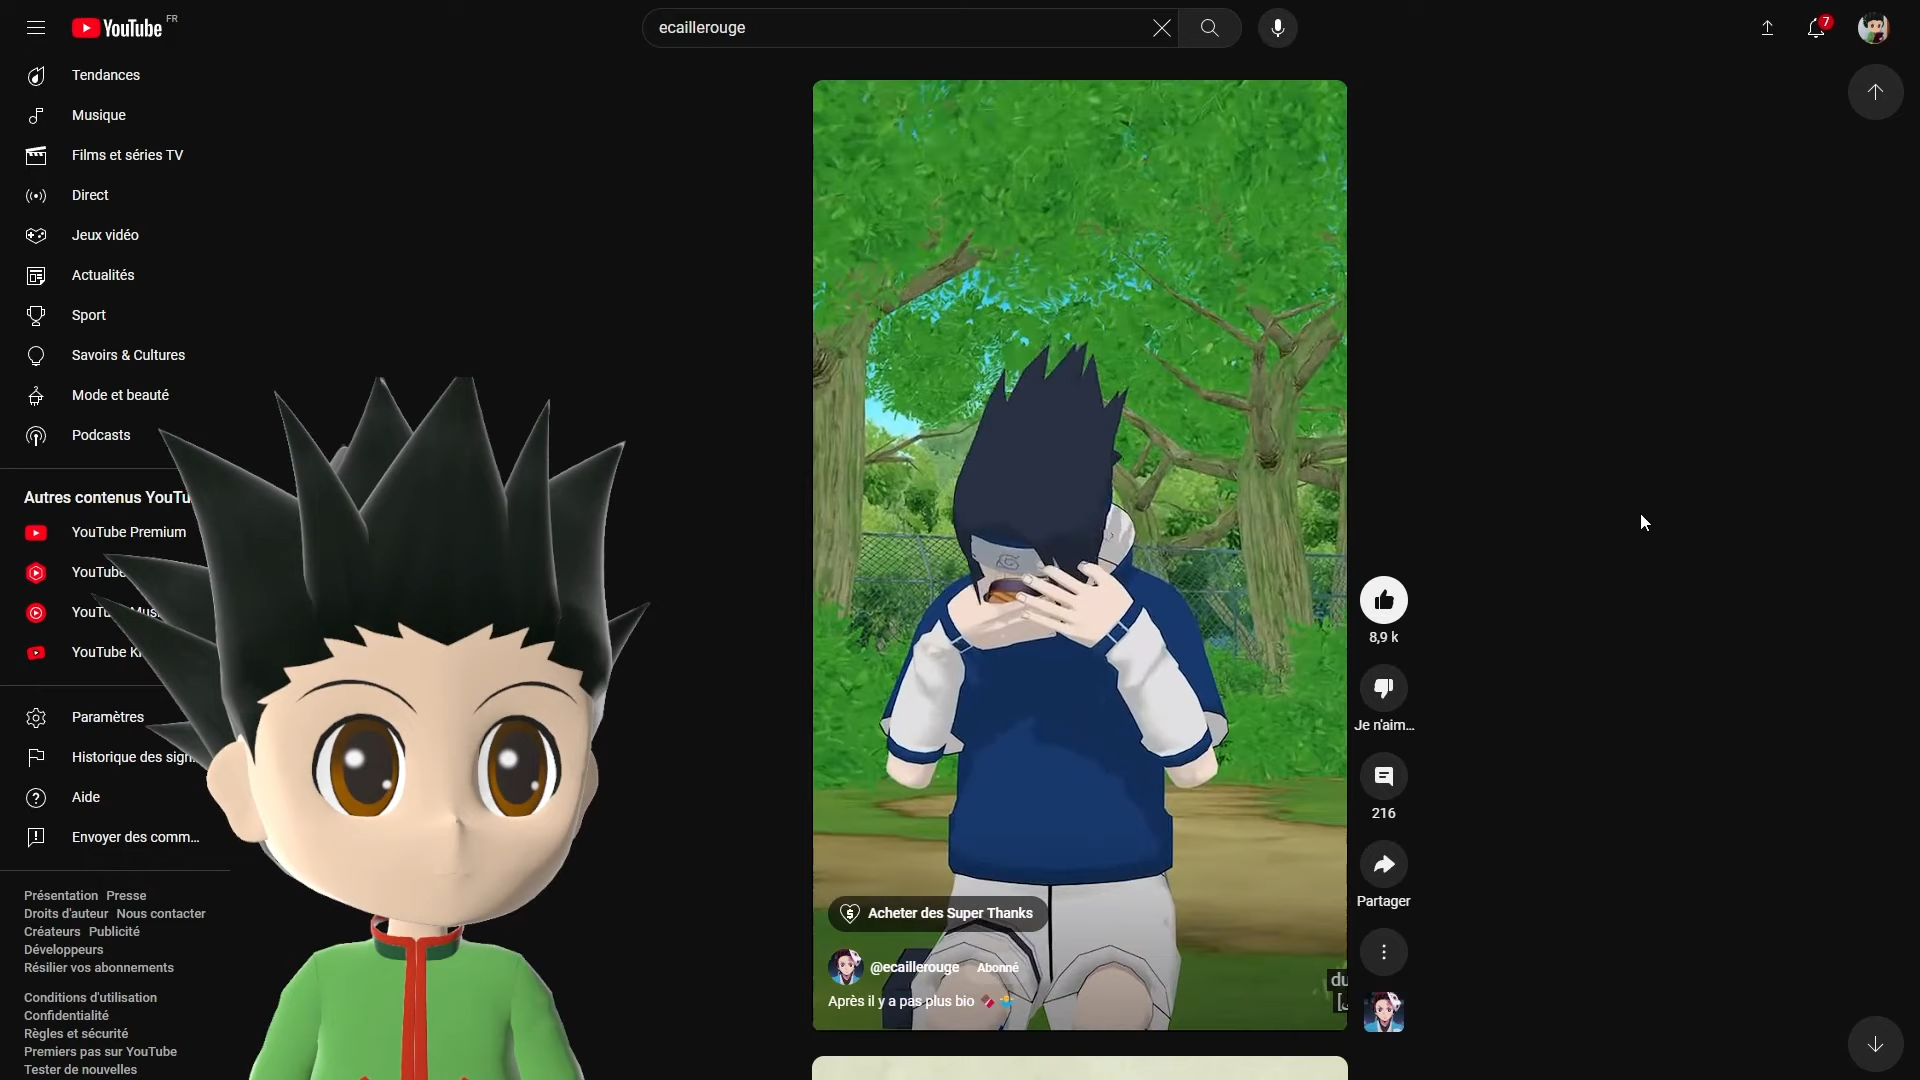 YouTube FR
ecaillerouge
7
Tendances
Musique
Films et séries TV
Direct
Jeux vidéo
Actualités
Sport
Savoirs & Cultures
Mode et beauté
Podcasts
Autres contenus YouTu
YouTube Premium
YouTube
YouTu Mus
YouTube K
Paramètres
Historique des sign
Aide
Envoyer des comm...
Présentation Presse
Droits d'auteur Nous contacter
Créateurs Publicité
Développeurs
Résilier vos abonnements
Conditions d'utilisation
Confidentialité
Règles et sécurité
Premiers pas sur YouTube
Tester de nouvelles
Acheter des Super Thanks
@ecaillerouge Abonné
Après il y a pas plus bio
8,9 k
Je n'aim...
216
Partager
du